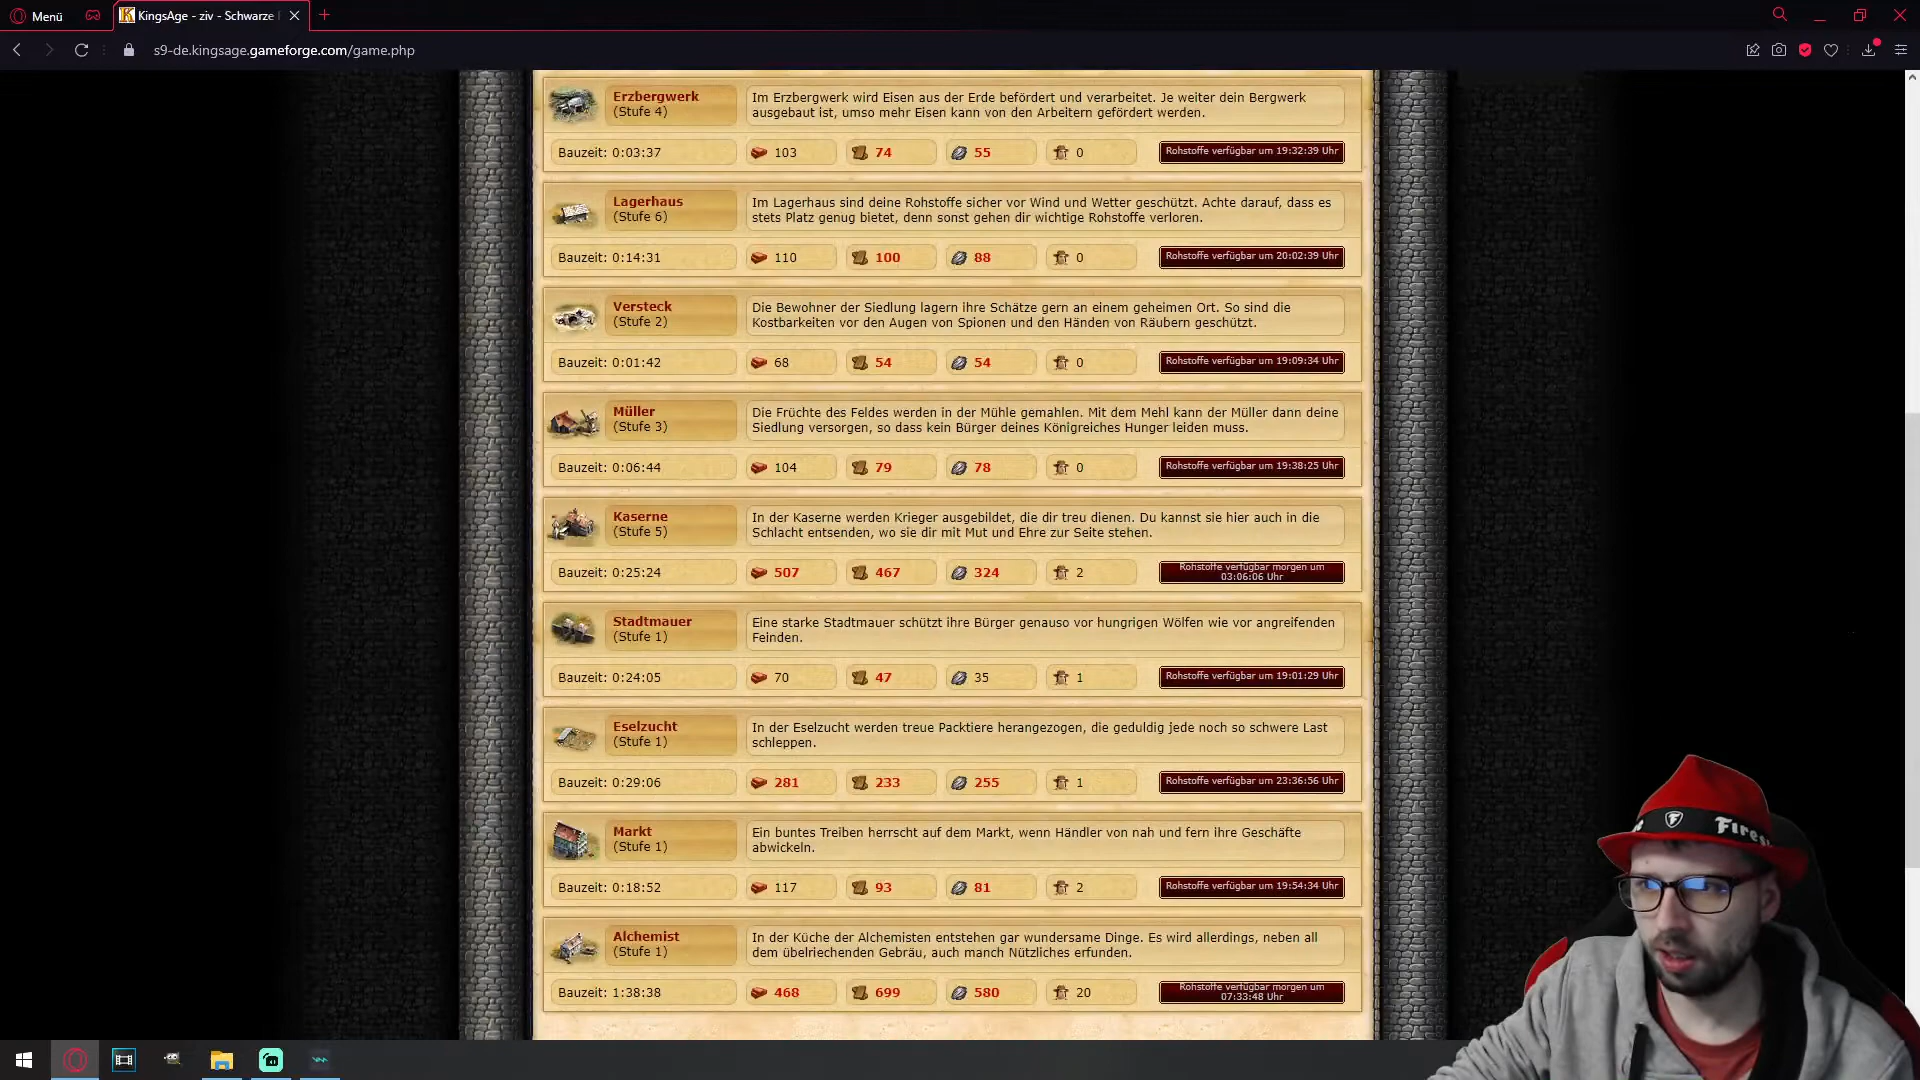 Menü
KingsAge - ziv - Schwarze
s9-de.kingsage.gameforge.com/game.php
Erzbergwerk
(Stufe 4)
Im Erzbergwerk wird Eisen aus der Erde befördert und verarbeitet. Je weiter dein Bergwerk
ausgebaut ist, umso mehr Eisen kann von den Arbeitern gefördert werden.
Bauzeit: 0:03:37 103 74 55 0 Rohstoffe verfügbar um 19:32:39 Uhr
Lagerhaus
(Stufe 6)
Im Lagerhaus sind deine Rohstoffe sicher vor Wind und Wetter geschützt. Achte darauf, dass es
stets Platz genug bietet, denn sonst gehen dir wichtige Rohstoffe verloren.
Bauzeit: 0:14:31 110 100 88 0 Rohstoffe verfügbar um 20:02:39 Uhr
Versteck
(Stufe 2)
Die Bewohner der Siedlung lagern ihre Schätze gern an einem geheimen Ort. So sind die
Kostbarkeiten vor den Augen von Spionen und den Händen von Räubern geschützt.
Bauzeit: 0:01:42 68 54 54 0 Rohstoffe verfügbar um 19:09:34 Uhr
Müller
(Stufe 3)
Die Früchte des Feldes werden in der Mühle gemahlen. Mit dem Mehl kann der Müller dann deine
Siedlung versorgen, so dass kein Bürger deines Königreiches Hunger leiden muss.
Bauzeit: 0:06:44 104 79 78 0 Rohstoffe verfügbar um 19:38:25 Uhr
Kaserne
(Stufe 5)
In der Kaserne werden Krieger ausgebildet, die dir treu dienen. Du kannst sie hier auch in die
Schlacht entsenden, wo sie dir mit Mut und Ehre zur Seite stehen.
Bauzeit: 0:25:24 507 467 324 2 Rohstoffe verfügbar morgen um
03:06:06 Uhr
Stadtmauer
(Stufe 1)
Eine starke Stadtmauer schützt ihre Bürger genauso vor hungrigen Wölfen wie vor angreifenden
Feinden.
Bauzeit: 0:24:05 70 47 35 1 Rohstoffe verfügbar um 19:01:29 Uhr
Eselzucht
(Stufe 1)
In der Eselzucht werden treue Packtiere herangezogen, die geduldig jede noch so schwere Last
schleppen.
Bauzeit: 0:29:06 281 233 255 1 Rohstoffe verfügbar um 23:36:56 Uhr
Markt
(Stufe 1)
Ein buntes Treiben herrscht auf dem Markt, wenn Händler von nah und fern ihre Geschäfte
abwickeln.
Bauzeit: 0:18:52 117 93 81 2 Rohstoffe verfügbar um 19:54:34 Uhr
Alchemist
(Stufe 1)
In der Küche der Alchemisten entstehen gar wundersame Dinge. Es wird allerdings, neben all
dem übelriechenden Gebräu, auch manch Nützliches erfunden.
Bauzeit: 1:38:38 468 699 580 20 Rohstoffe verfügbar morgen um
07:33:48 Uhr